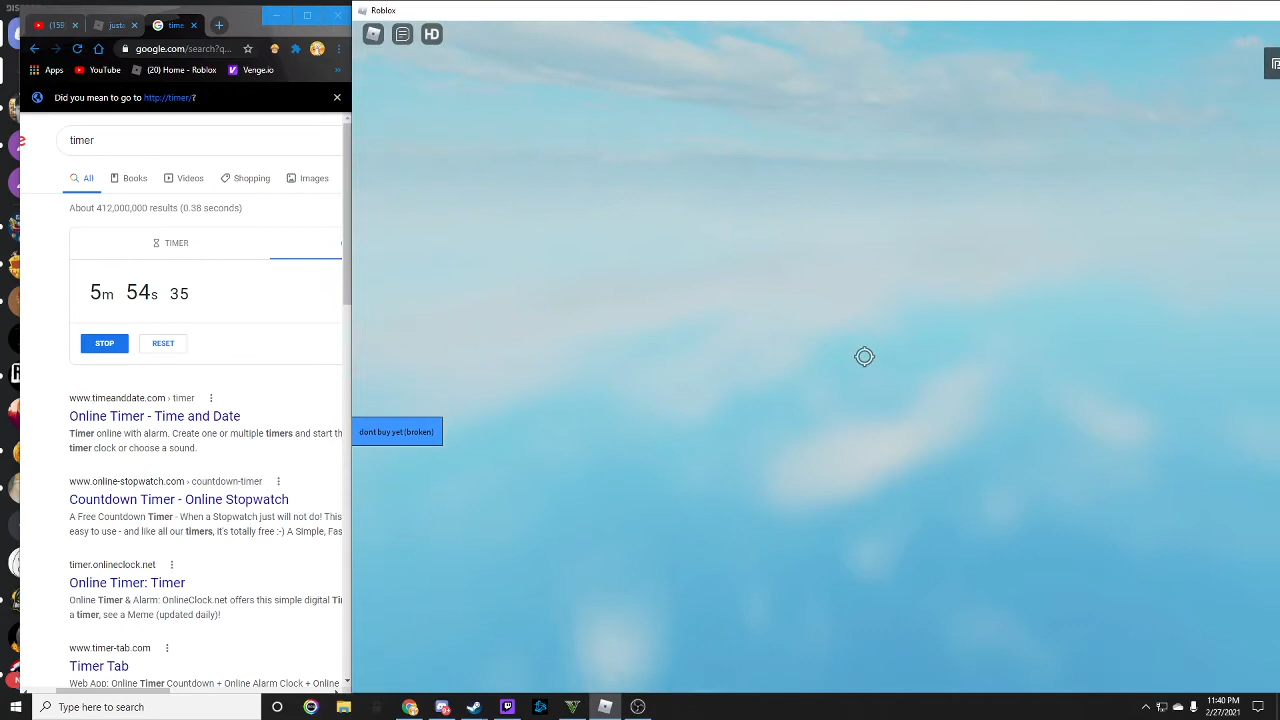 (159
justa
time
google.com/search?q...
Apps
YouTube
(20) Home - Roblox
Venge.io
»
Did you mean to go to http://timer/?
e
timer
All
Books
Videos
Shopping
Images
About 412,000,000 results (0.38 seconds)
TIMER
5m 54s 35
STOP
RESET
www.timeanddate.com › timer
Online Timer - Time and Date
Timer online with alarm. Create one or multiple timers and start th
timer clock or choose a sound.
www.online-stopwatch.com › countdown-timer
Countdown Timer - Online Stopwatch
A Free Countdown Timer - When a Stopwatch just will not do! This
easy to use - and like all our timers, it's totally free :-) A Simple, Fas
timer.onlineclock.net
Online Timer: Timer
Online Timer & Alarm: OnlineClock.net offers this simple digital Ti
a timer, see a Meme (updated daily)!
www.timer-tab.com
Timer Tab
Web App: Online Timer Countdown + Online Alarm Clock + Online
Roblox
HD
dont buy yet (broken)
Type here to search
11:40 PM
2/27/2021